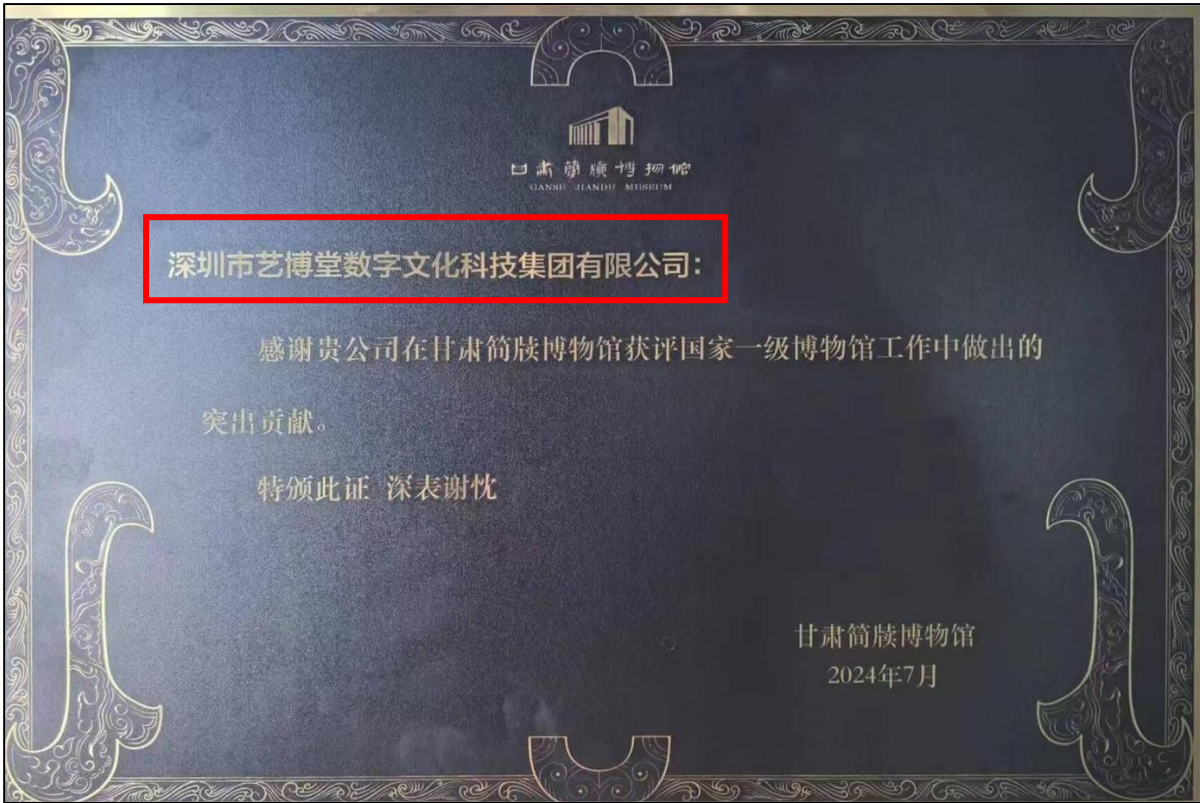 甘肃简牍博物馆
GANSU JIANDU MUSEUM
深圳市艺博堂数字文化科技集团有限公司：
感谢贵公司在甘肃简牍博物馆获评国家一级博物馆工作中做出的
突出贡献。
特颁此证 深表谢忱
甘肃简牍博物馆
2024年7月